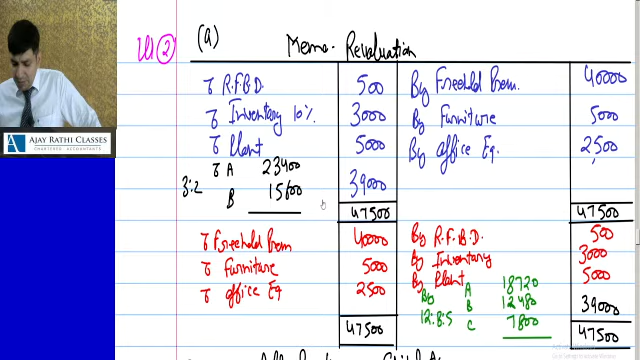 Ill ②
(a) Memo. Revaluation
To R.F.B.D. 500 By Freehold Prem. 40000
To Inventory 10% 3000 By Furniture 5000
To Plant 5000 By Office Eq. 2500
To A 23400
3:2 B 15600 39000
47500 47500
To Freehold Prem 40000 By R.F.B.D. 500
To Furniture 5000 By Inventory 3000
To Office Eq 2500 By Plant 5000
By A 18720
B 12480
12:8:5 C 7800 39000
47500 47500
AJAY RATHI CLASSES
CHARTERED ACCOUNTANTS